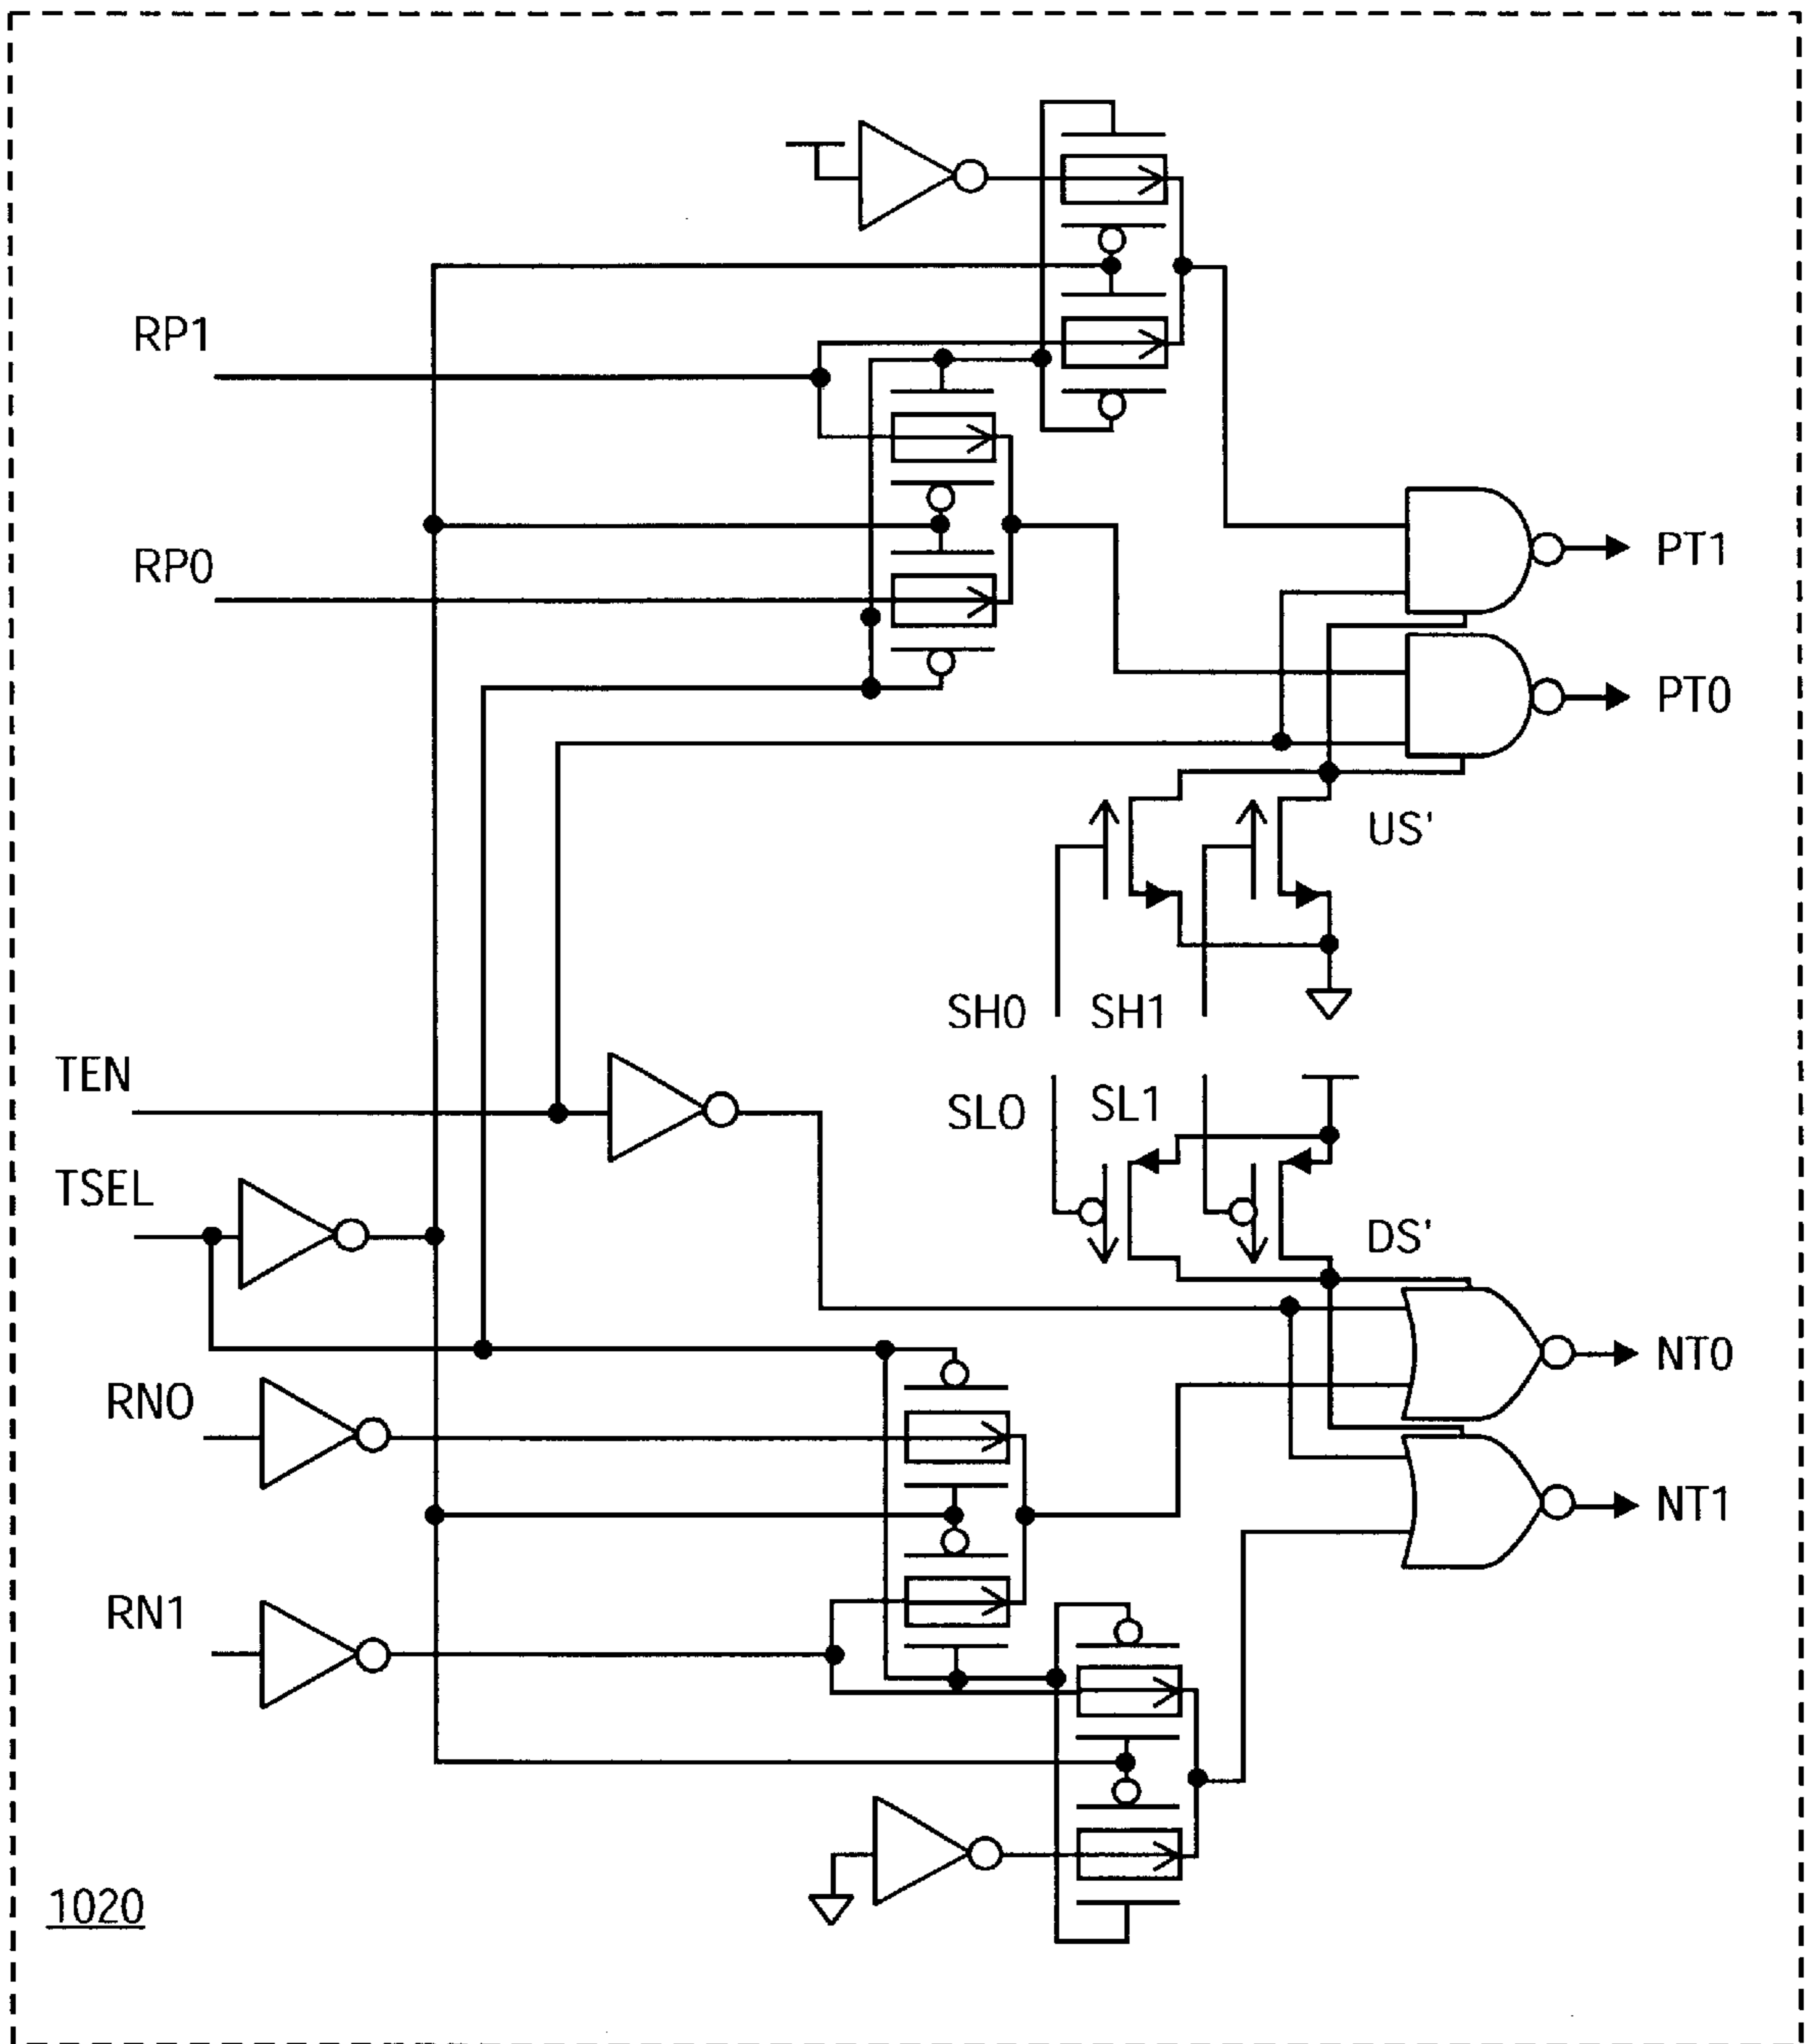 RP1
RP0
PT1
PT0
US'
SH0 SH1
TEN
SL0 SL1
TSEL
DS'
NT0
RN0
NT1
RN1
1020